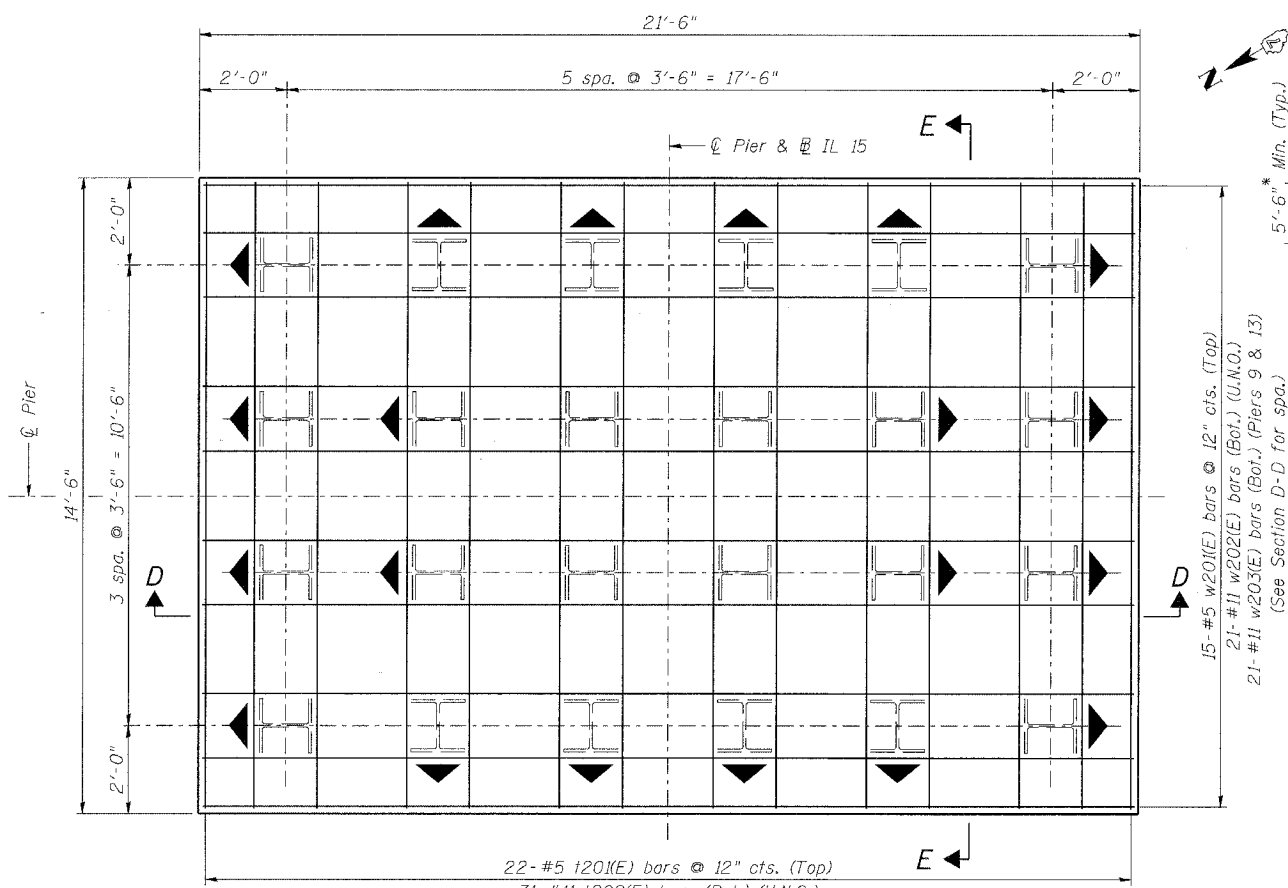 21'-6"
2'-0"
5 spa. @ 3'-6" = 17'-6"
2'-0"
N
E
℄ Pier & ℄ IL 15
5'-6"* Min. (Typ.)
2'-0"
℄ Pier
14'-6"
3 spa. @ 3'-6" = 10'-6"
D
D
15-#5 w201(E) bars @ 12" cts. (Top)
21-#11 w202(E) bars (Bot.) (U.N.O.)
21-#11 w203(E) bars (Bot.) (Piers 9 & 13)
(See Section D-D for spa.)
2'-0"
22-#5 t201(E) bars @ 12" cts. (Top)
E